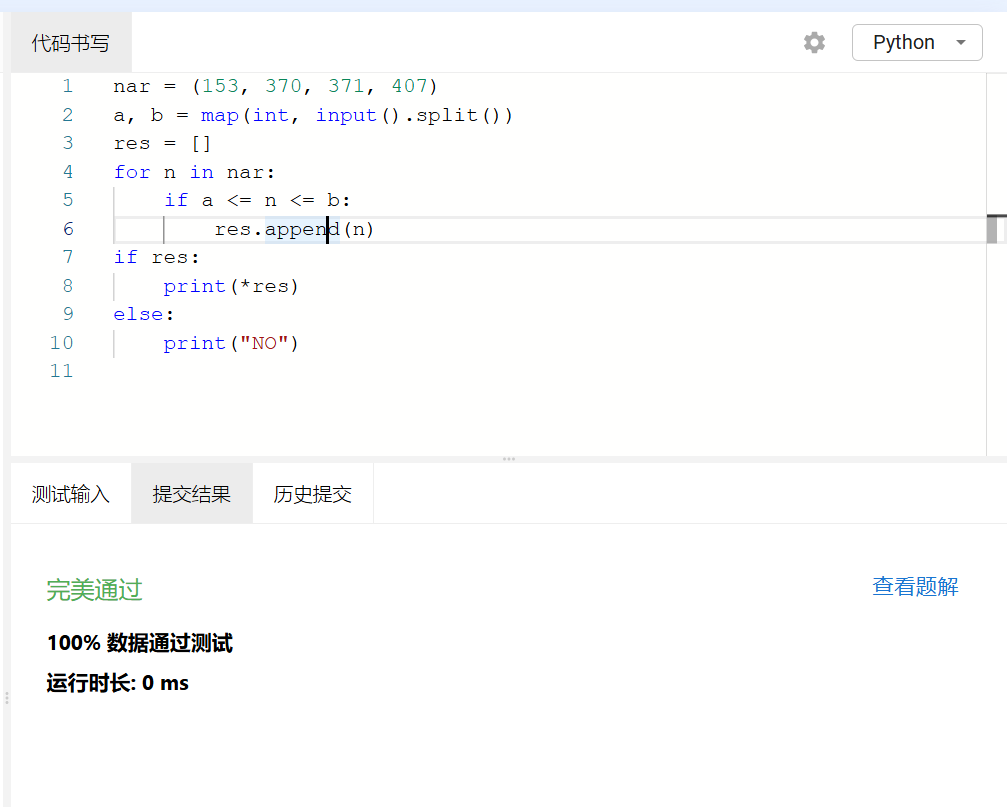 代码书写
Python
1 nar = (153, 370, 371, 407)
2 a, b = map(int, input().split())
3 res = []
4 for n in nar:
5     if a <= n <= b:
6         res.append(n)
7 if res:
8     print(*res)
9 else:
10     print("NO")
11
测试输入 提交结果 历史提交
完美通过 查看题解
100% 数据通过测试
运行时长: 0 ms